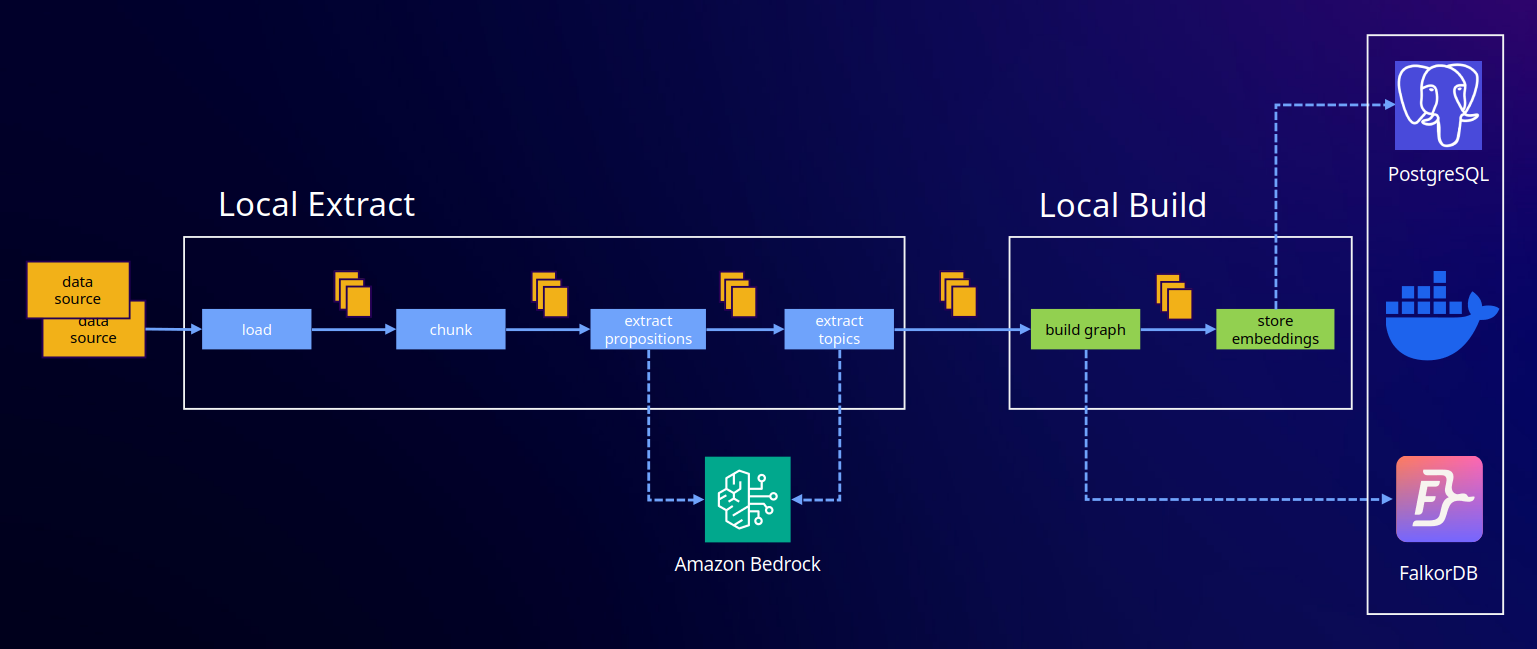 Local Extract
Local Build
data
source
data
source
load
chunk
extract
propositions
extract
topics
build graph
store
embeddings
Amazon Bedrock
PostgreSQL
FalkorDB